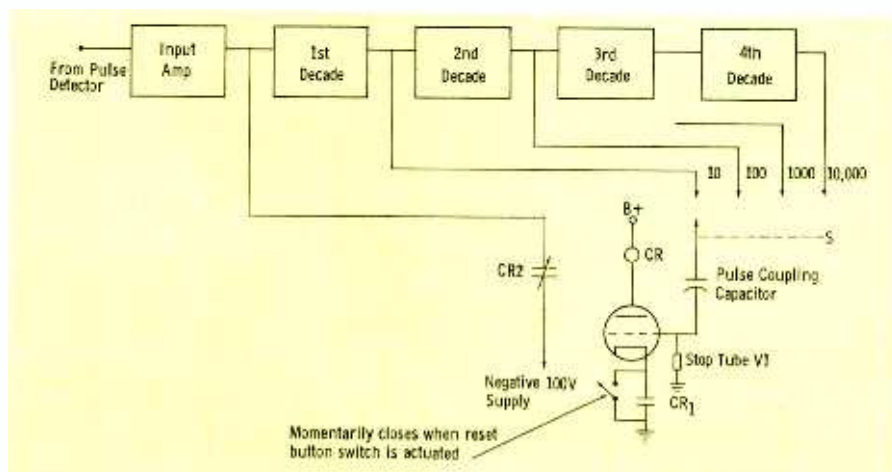 Input
Amp
1st
Decade
2nd
Decade
3rd
Decade
4th
Decade
From Pulse
Detector
10 100 1000 10,000
B+
S
CR
CR2
Pulse Coupling
Capacitor
Stop Tube V1
Negative 100V
Supply
CR1
Momentarily closes when reset
button switch is actuated